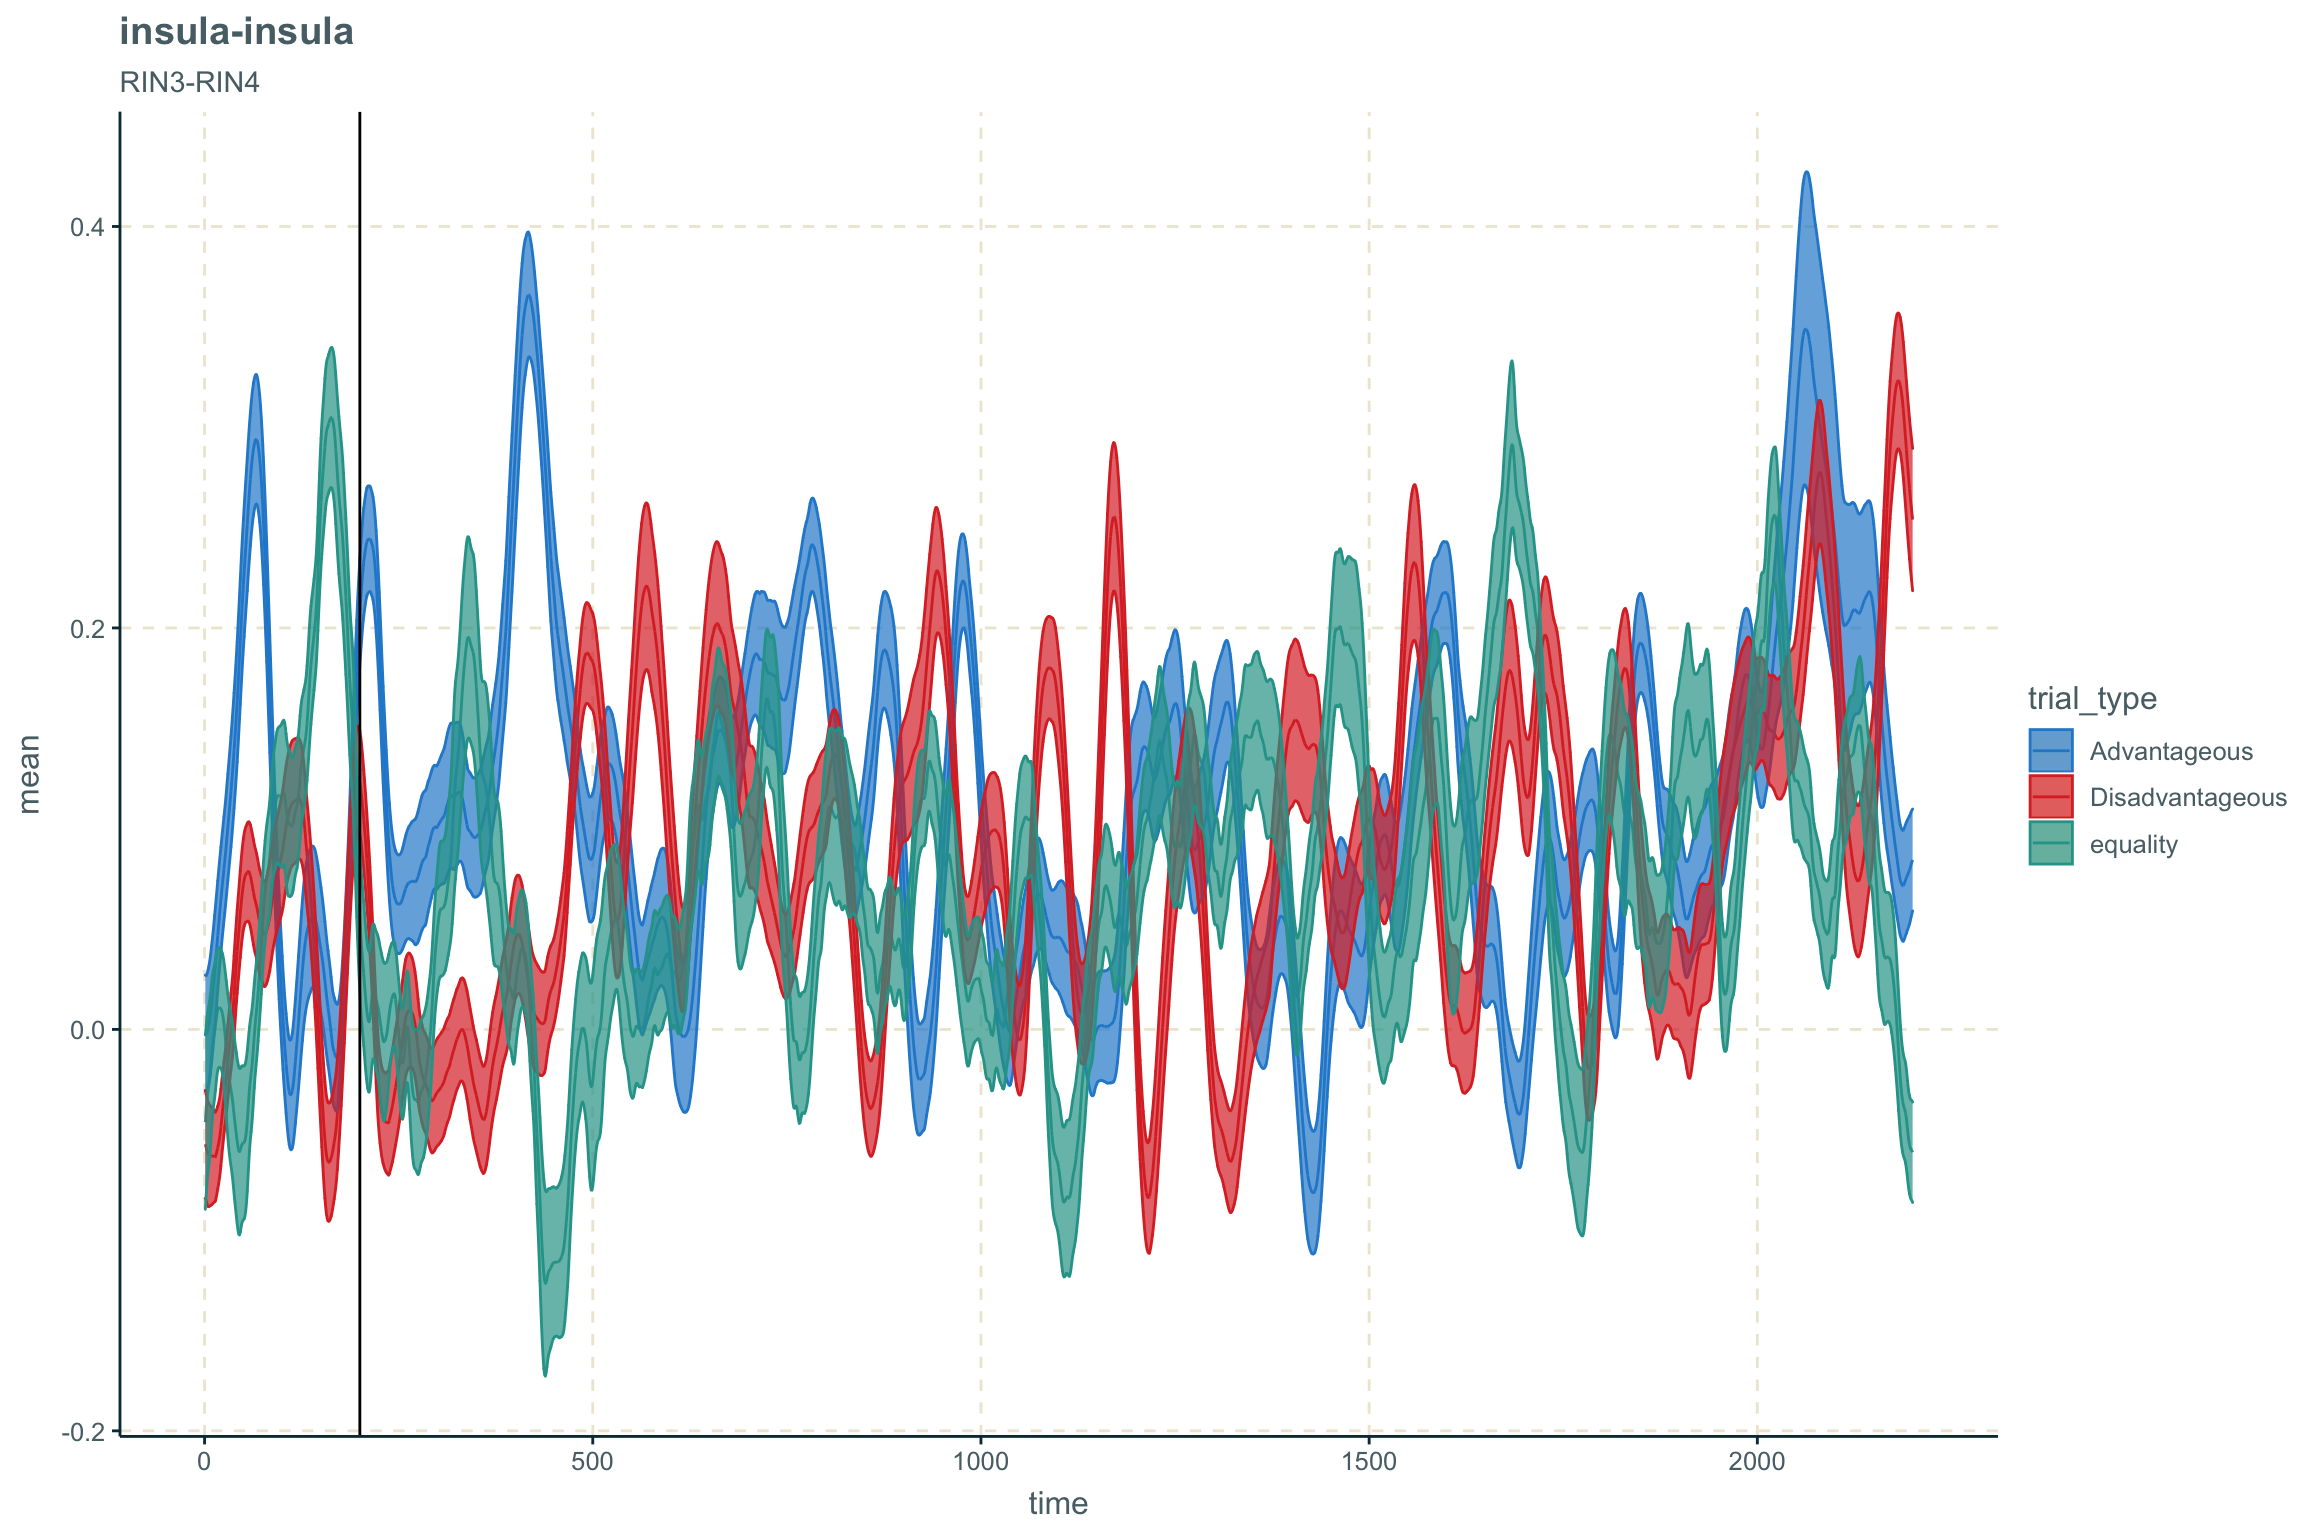 insula-insula
RIN3-RIN4
0.4
0.2
0.0
-0.2
mean
0
500
1000
1500
2000
time
trial_type
Advantageous
Disadvantageous
equality